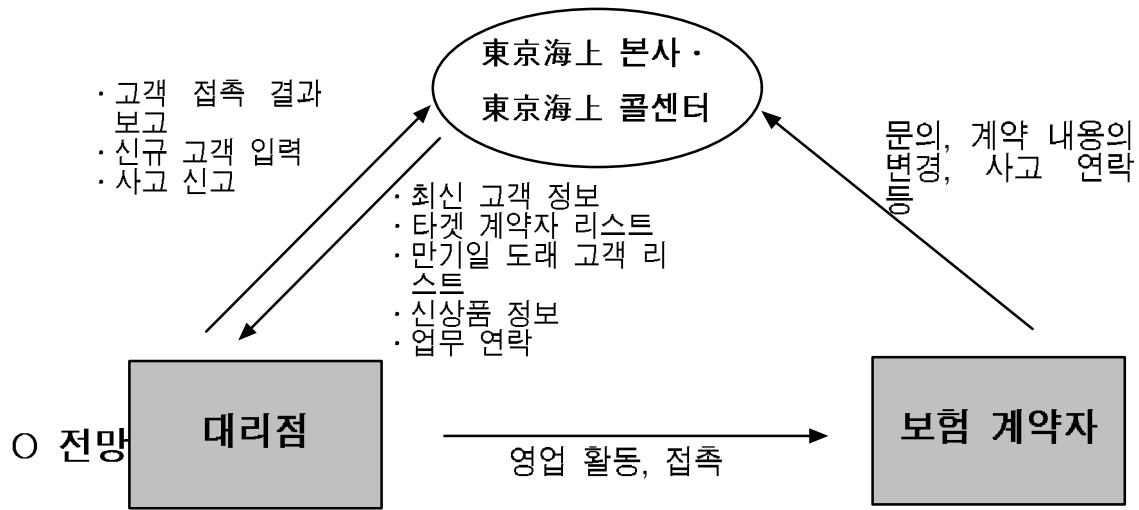 東京海上 본사 ·
東京海上 콜센터
· 고객 접촉 결과
보고
· 신규 고객 입력
· 사고 신고
문의, 계약 내용의
변경, 사고 연락
등
· 최신 고객 정보
· 타겟 계약자 리스트
· 만기일 도래 고객 리
스트
· 신상품 정보
· 업무 연락
O 전망
대리점
보험 계약자
영업 활동, 접촉